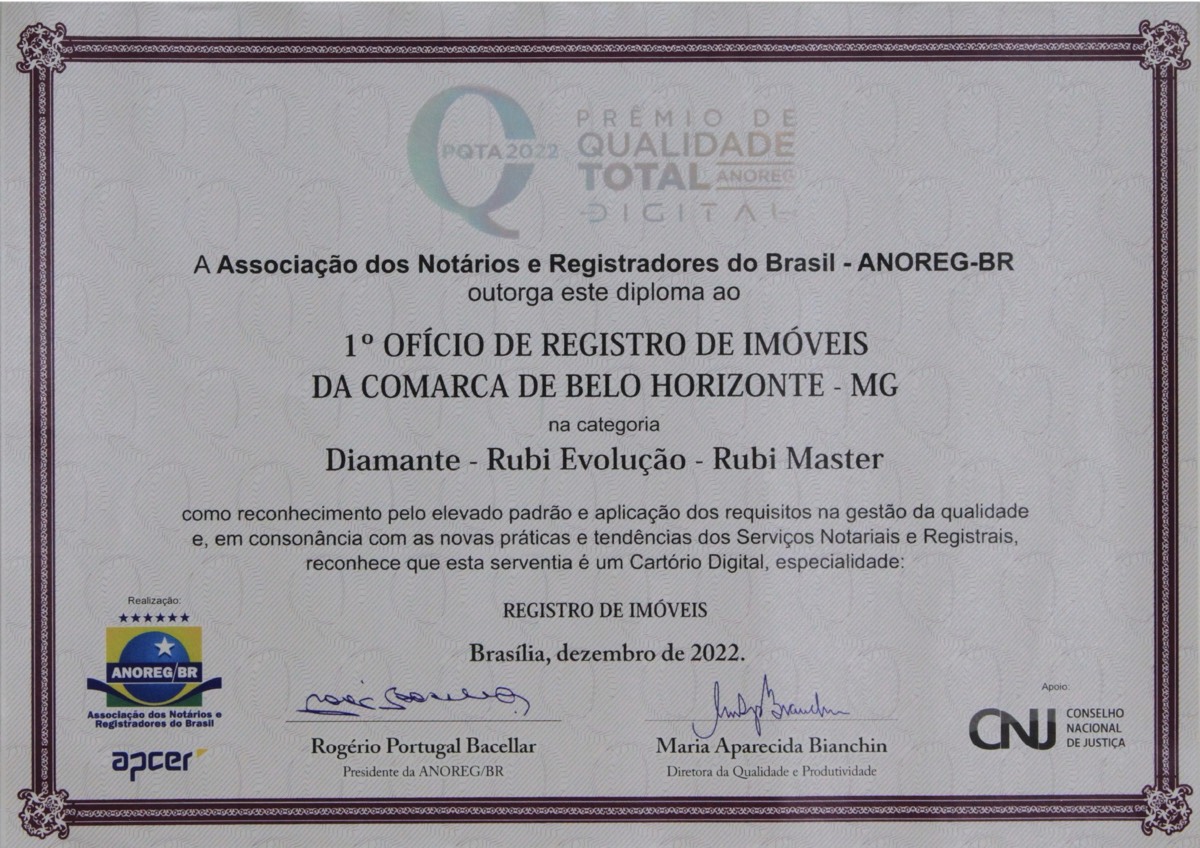 PQTA 2022
PRÊMIO DE
QUALIDADE
TOTAL ANOREG
DIGITAL
A Associação dos Notários e Registradores do Brasil - ANOREG-BR
outorga este diploma ao
1º OFÍCIO DE REGISTRO DE IMÓVEIS
DA COMARCA DE BELO HORIZONTE - MG
na categoria
Diamante - Rubi Evolução - Rubi Master
como reconhecimento pelo elevado padrão e aplicação dos requisitos na gestão da qualidade
e, em consonância com as novas práticas e tendências dos Serviços Notariais e Registrais,
reconhece que esta serventia é um Cartório Digital, especialidade:
REGISTRO DE IMÓVEIS
Brasília, dezembro de 2022.
Realização:
ANOREG/BR
Associação dos Notários e
Registradores do Brasil
apcer
Rogério Portugal Bacellar
Presidente da ANOREG/BR
Maria Aparecida Bianchin
Diretora da Qualidade e Produtividade
Apoio:
CNJ
CONSELHO
NACIONAL
DE JUSTIÇA